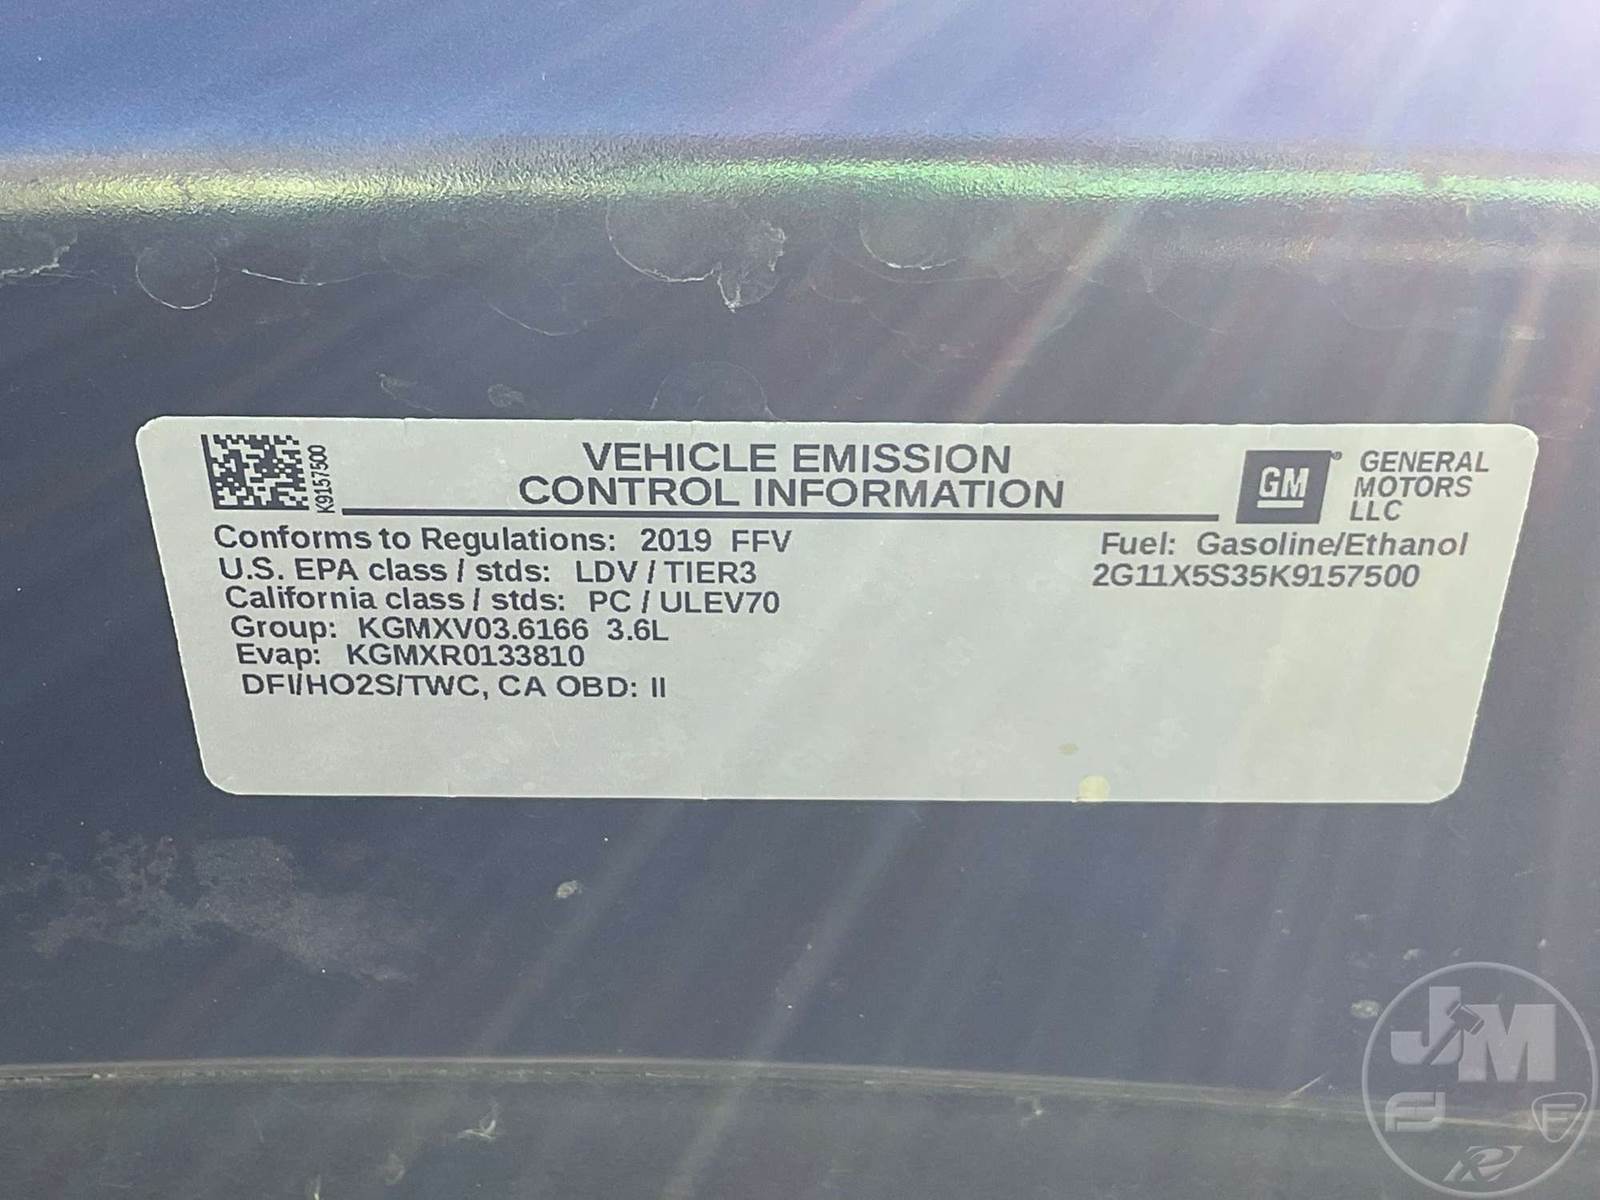 K9157500
VEHICLE EMISSION
CONTROL INFORMATION
GM
GENERAL
MOTORS
LLC
Conforms to Regulations: 2019 FFV
U.S. EPA class / stds: LDV / TIER3
California class / stds: PC / ULEV70
Group: KGMXV03.6166 3.6L
Evap: KGMXR0133810
DFI/HO2S/TWC, CA OBD: II
Fuel: Gasoline/Ethanol
2G11X5S35K9157500
JM